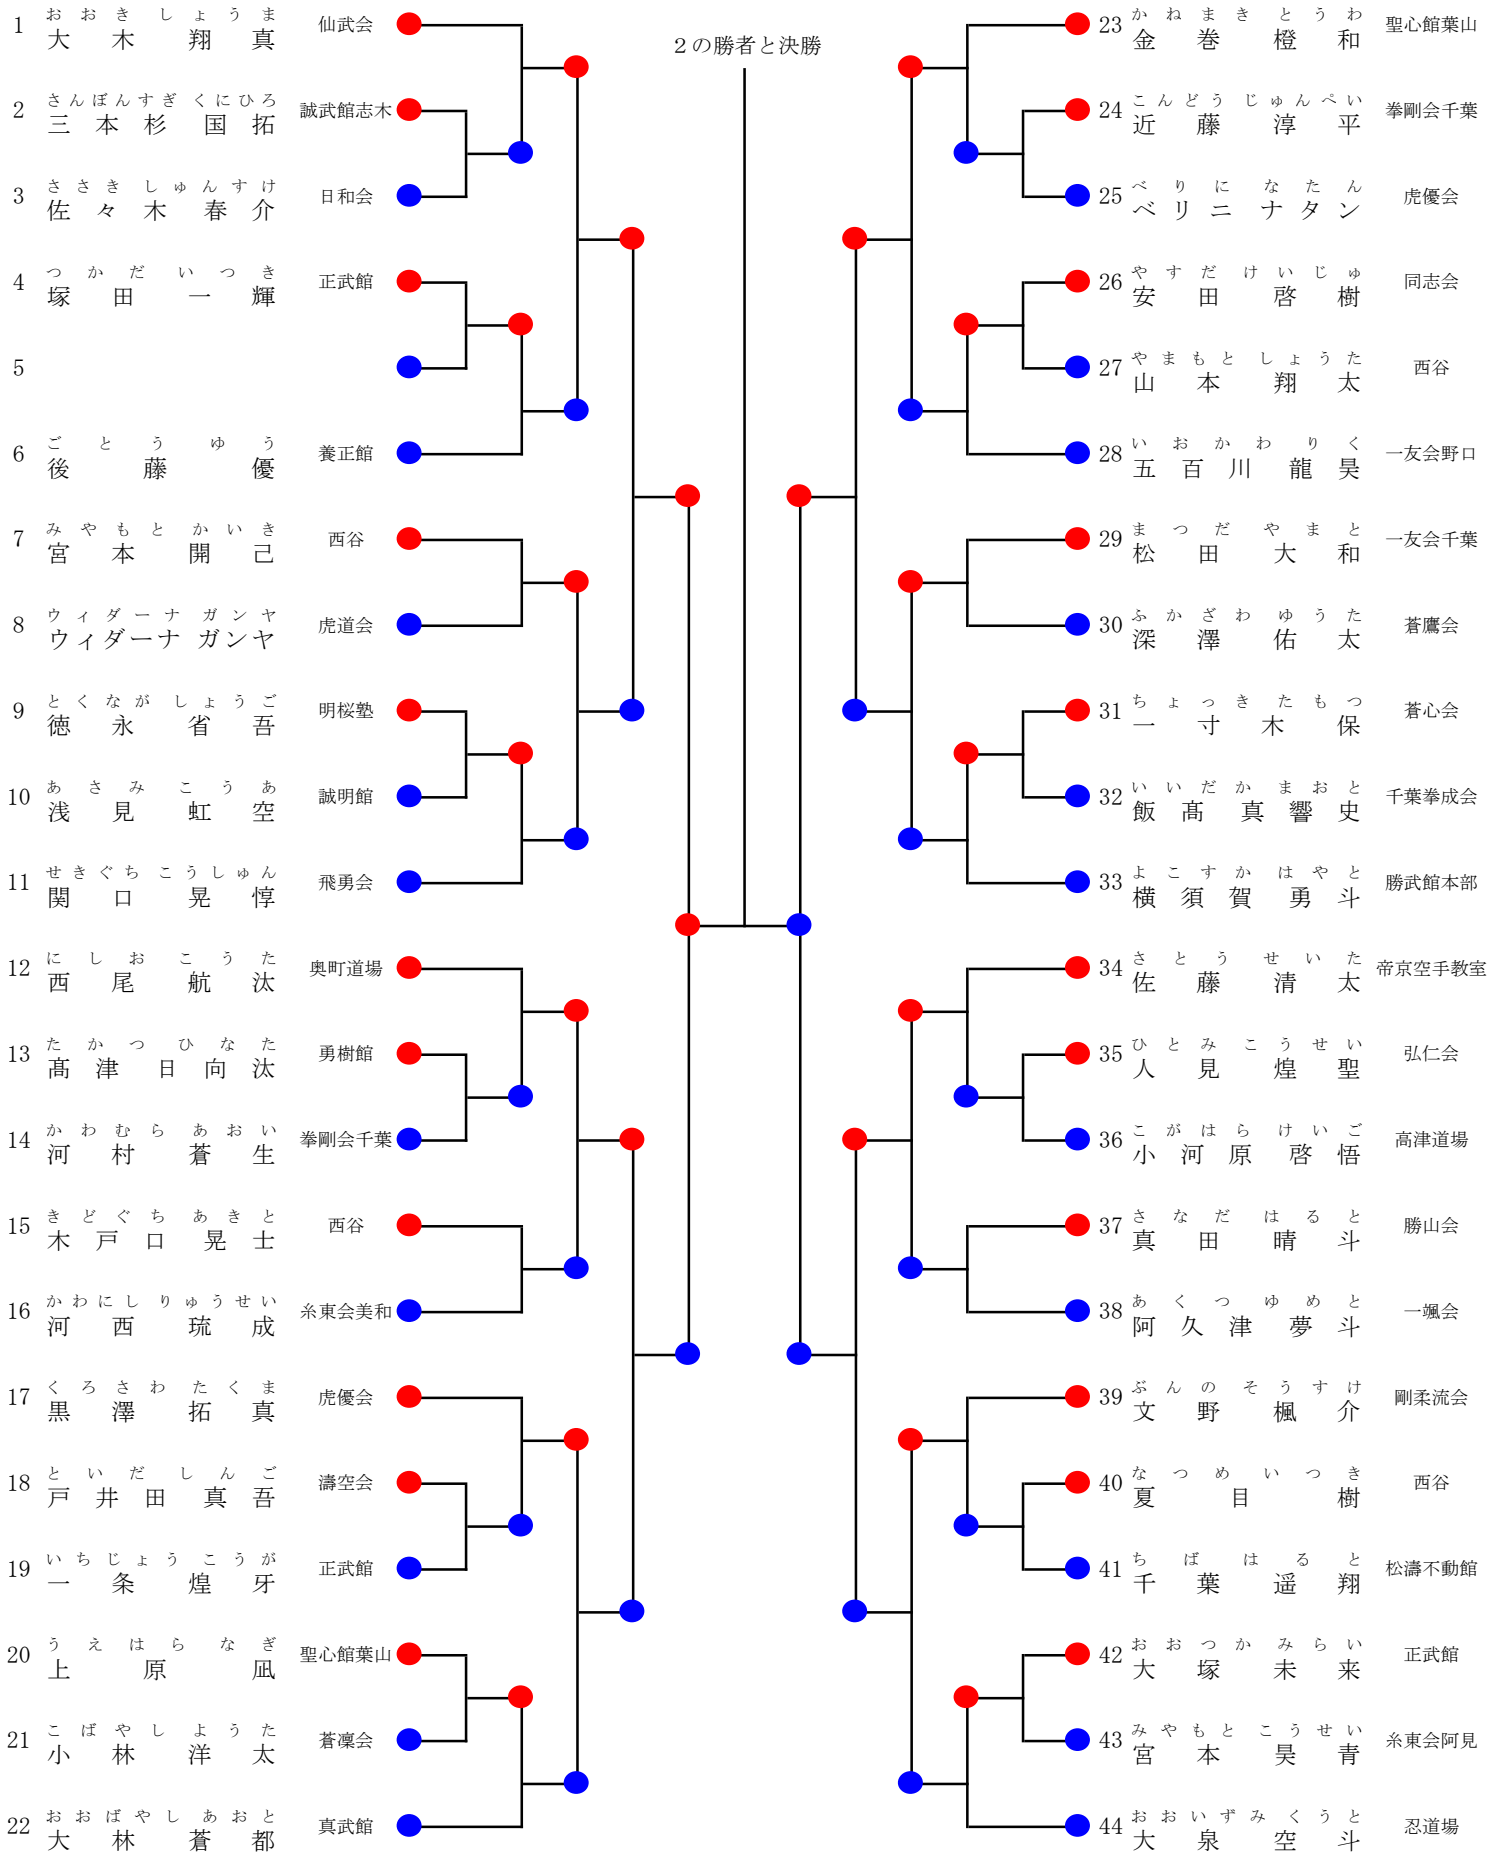 ２の勝者と決勝
おおき しょうま
1 大木 翔真 仙武会
さんぼんすぎ くにひろ
2 三本杉 国拓 誠武館志木
ささき しゅんすけ
3 佐々木 春介 日和会
つかだ いつき
4 塚田 一輝 正武館
5
ごとう ゆう
6 後藤 優 養正館
みやもと かいき
7 宮本 開己 西谷
ウィダーナ ガンヤ
8 ウィダーナ ガンヤ 虎道会
とくなが しょうご
9 徳永 省吾 明桜塾
あさみ こうあ
10 浅見 虹空 誠明館
せきぐち こうしゅん
11 関口 晃惇 飛勇会
にしお こうた
12 西尾 航汰 奥町道場
たかつ ひなた
13 髙津 日向汰 勇樹館
かわむら あおい
14 河村 蒼生 拳剛会千葉
きどぐち あきと
15 木戸口 晃士 西谷
かわにし りゅうせい
16 河西 琉成 糸東会美和
くろさわ たくま
17 黒澤 拓真 虎優会
といだ しんご
18 戸井田 真吾 濤空会
いちじょう こうが
19 一条 煌牙 正武館
うえはら なぎ
20 上原 凪 聖心館葉山
こばやし ようた
21 小林 洋太 蒼凜会
おおばやし あおと
22 大林 蒼都 真武館
かねまき とうわ
23 金巻 橙和 聖心館葉山
こんどう じゅんぺい
24 近藤 淳平 拳剛会千葉
べりに なたん
25 ベリニ ナタン 虎優会
やすだ けいじゅ
26 安田 啓樹 同志会
やまもと しょうた
27 山本 翔太 西谷
いおかわ りく
28 五百川 龍昊 一友会野口
まつだ やまと
29 松田 大和 一友会千葉
ふかざわ ゆうた
30 深澤 佑太 蒼鷹会
ちょっき たもつ
31 一寸木 保 蒼心会
いいだか まおと
32 飯髙 真響史 千葉拳成会
よこすか はやと
33 横須賀 勇斗 勝武館本部
さとう せいた
34 佐藤 清太 帝京空手教室
ひとみ こうせい
35 人見 煌聖 弘仁会
こがはら けいご
36 小河原 啓悟 高津道場
さなだ はると
37 真田 晴斗 勝山会
あくつ ゆめと
38 阿久津 夢斗 一颯会
ぶんの そうすけ
39 文野 楓介 剛柔流会
なつめ いつき
40 夏目 樹 西谷
ちば はると
41 千葉 遥翔 松濤不動館
おおつか みらい
42 大塚 未来 正武館
みやもと こうせい
43 宮本 昊青 糸東会阿見
おおいずみ くうと
44 大泉 空斗 忍道場